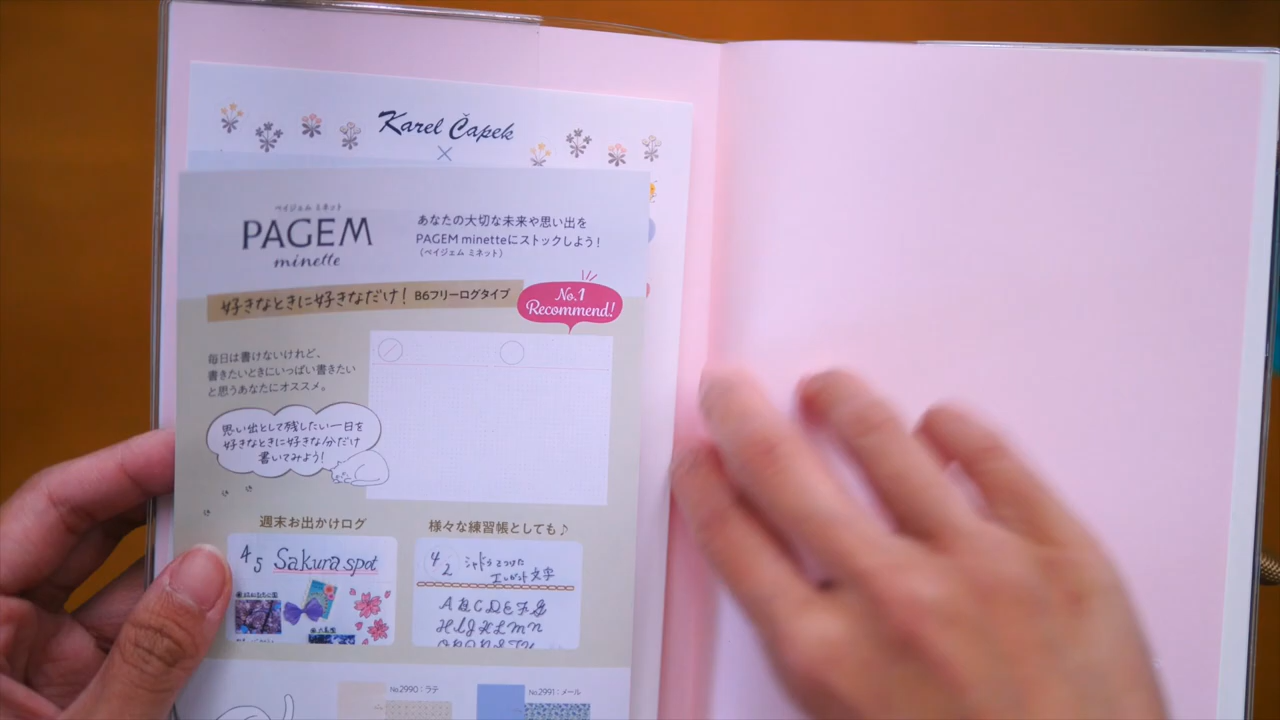 Karel Čapek
×
ペイジェム ミネット
PAGEM
minette
あなたの大切な未来や思い出を
PAGEM minetteにストックしよう!
(ペイジェム ミネット)
好きなときに好きなだけ! B6フリーログタイプ
No.1
Recommend!
毎日は書けないけれど、
書きたいときにいっぱい書きたい
と思うあなたにオススメ。
思い出として残したい一日を
好きなときに好きな分だけ
書いてみよう!
週末お出かけログ
様々な練習帳としても♪
4 5 Sakura spot
4 2 シャドウをつけた
エレガント文字
A B C D E F G
H I J K L M N
No.2990:ラテ
No.2991:メール